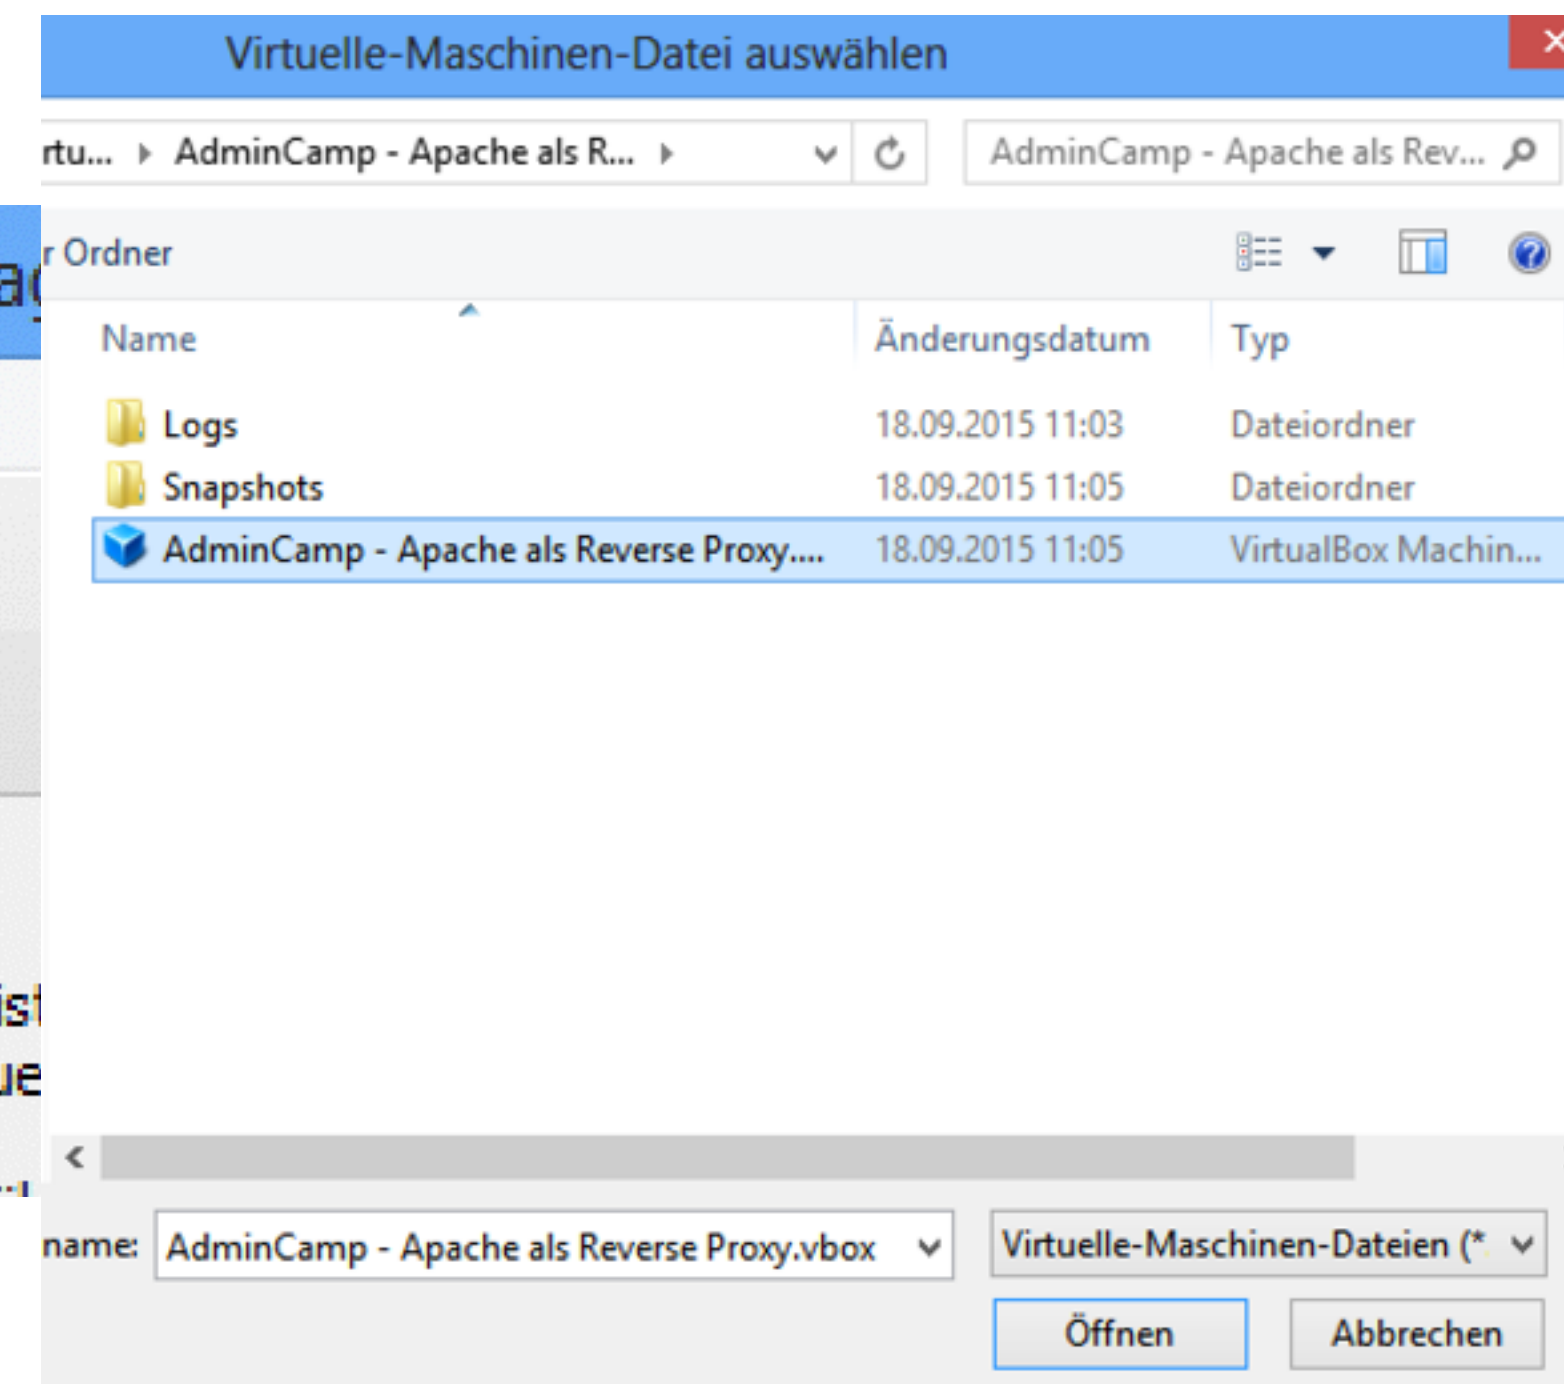 Virtuelle-Maschinen-Datei auswählen
rtu... AdminCamp - Apache als R... AdminCamp - Apache als Rev...
r Ordner
Name Änderungsdatum Typ
Logs 18.09.2015 11:03 Dateiordner
Snapshots 18.09.2015 11:05 Dateiordner
AdminCamp - Apache als Reverse Proxy.... 18.09.2015 11:05 VirtualBox Machin...
ist
ue
name: AdminCamp - Apache als Reverse Proxy.vbox Virtuelle-Maschinen-Dateien (*
Öffnen Abbrechen